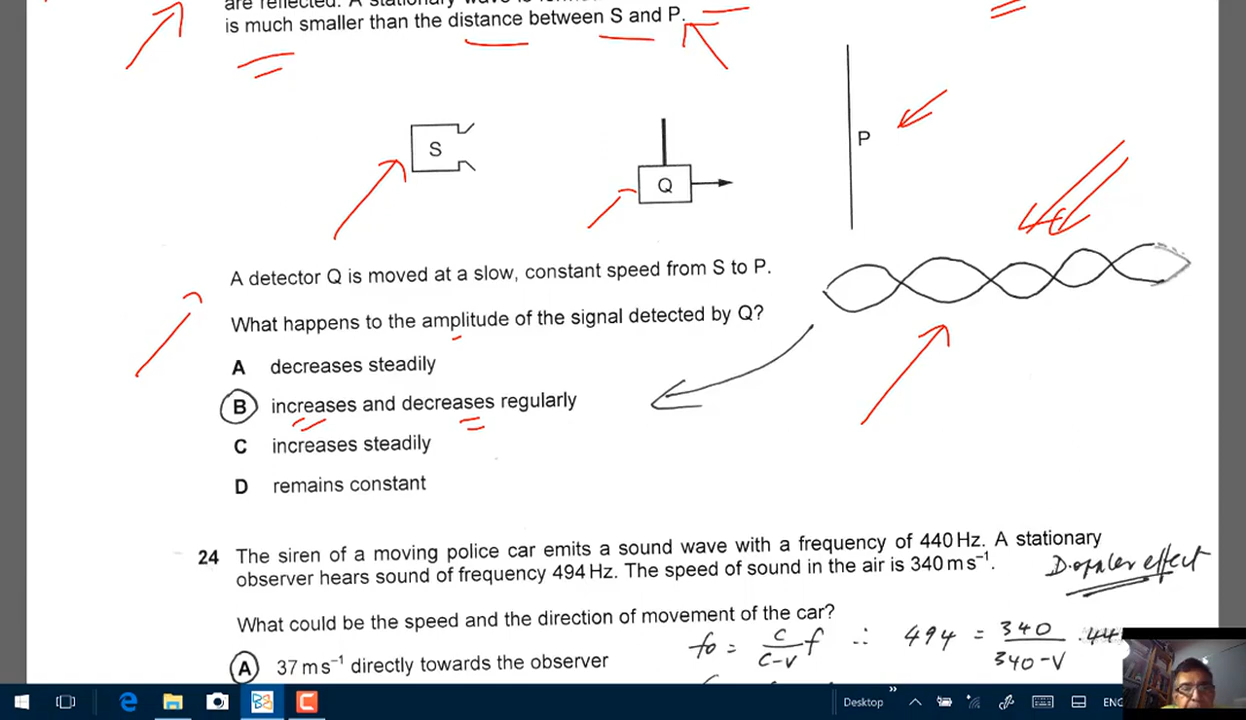 are reflected. A stationary wave is
is much smaller than the distance between S and P.
S
Q
P
A detector Q is moved at a slow, constant speed from S to P.
What happens to the amplitude of the signal detected by Q?
A decreases steadily
B increases and decreases regularly
C increases steadily
D remains constant
24 The siren of a moving police car emits a sound wave with a frequency of 440 Hz. A stationary
observer hears sound of frequency 494 Hz. The speed of sound in the air is 340 m s⁻¹.
Doppler effect
What could be the speed and the direction of movement of the car?
fo = c/(c-v) f ∴ 494 = 340/(340-v) . 44
A 37 m s⁻¹ directly towards the observer
Desktop
ENG